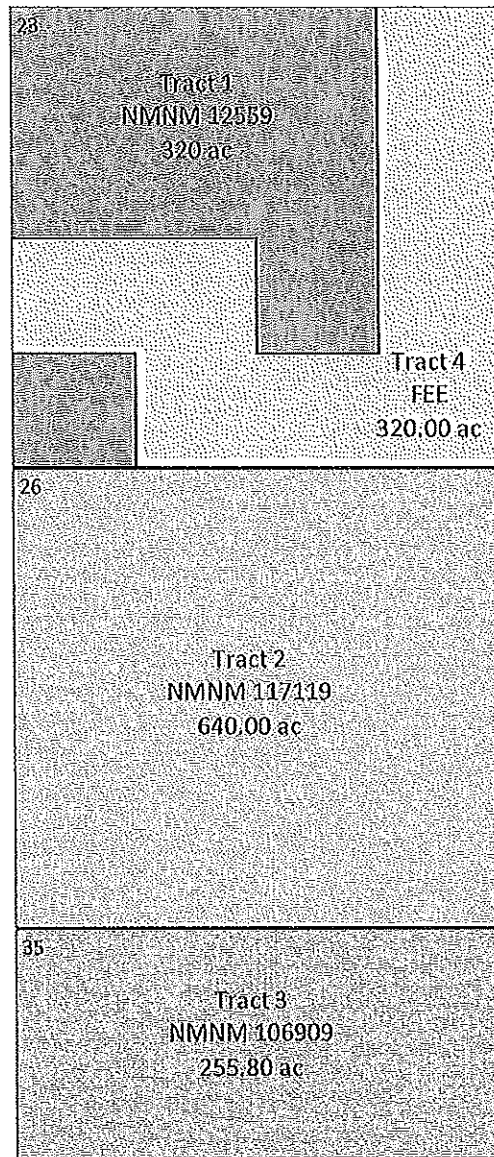 23
Tract 1
NMNM 12559
320 ac
Tract 4
FEE
320.00 ac
26
Tract 2
NMNM 117119
640.00 ac
35
Tract 3
NMNM 106909
255.80 ac